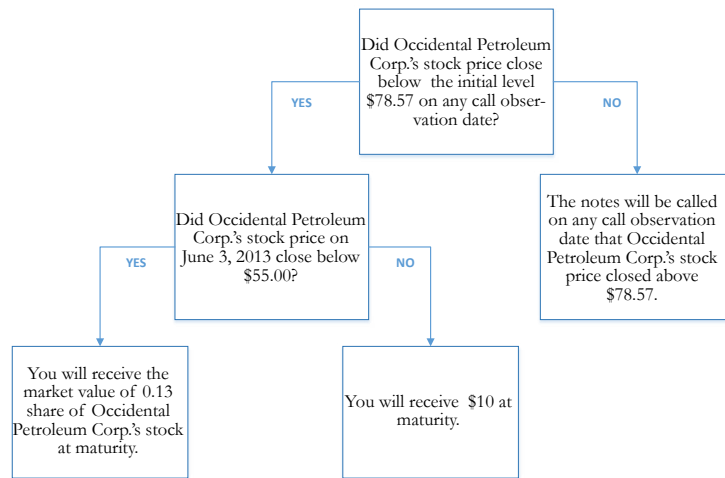 Did Occidental Petroleum
Corp.'s stock price close
below the initial level
$78.57 on any call obser-
vation date?
YES
NO
Did Occidental Petroleum
Corp.'s stock price on
June 3, 2013 close below
$55.00?
The notes will be called
on any call observation
date that Occidental
Petroleum Corp.'s stock
price closed above
$78.57.
YES
NO
You will receive the
market value of 0.13
share of Occidental
Petroleum Corp.'s stock
at maturity.
You will receive $10 at
maturity.